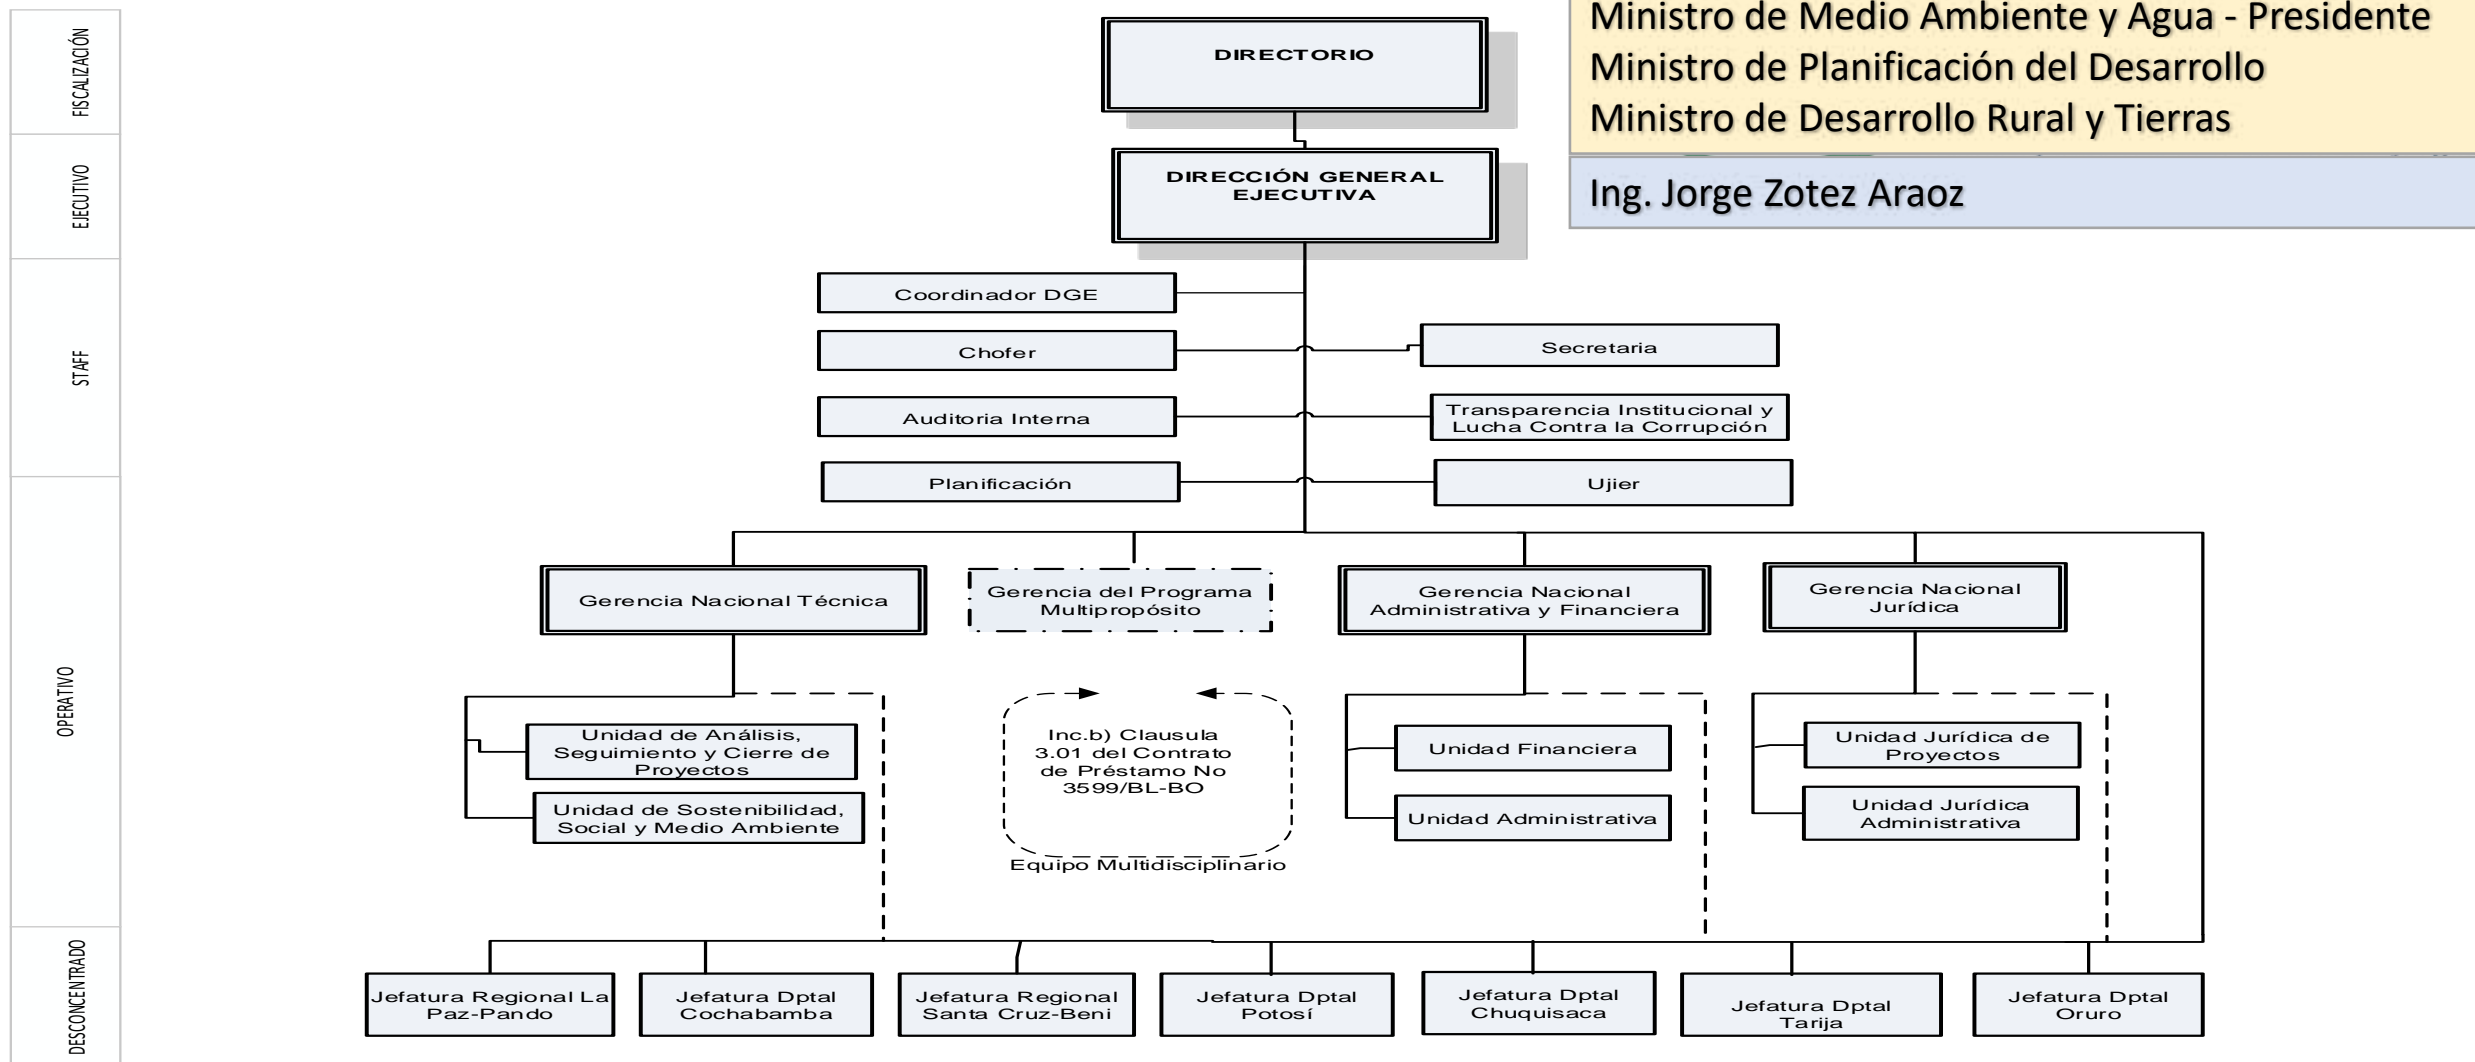 FISCALIZACIÓN
DIRECTORIO
Ministro de Medio Ambiente y Agua - Presidente
Ministro de Planificación del Desarrollo
Ministro de Desarrollo Rural y Tierras
EJECUTIVO
DIRECCIÓN GENERAL
EJECUTIVA
Ing. Jorge Zotez Araoz
STAFF
Coordinador DGE
Chofer
Secretaria
Auditoria Interna
Transparencia Institucional y
Lucha Contra la Corrupción
Planificación
Ujier
OPERATIVO
Gerencia Nacional Técnica
Gerencia del Programa
Multipropósito
Gerencia Nacional
Administrativa y Financiera
Gerencia Nacional
Jurídica
Unidad de Análisis,
Seguimiento y Cierre de
Proyectos
Unidad de Sostenibilidad,
Social y Medio Ambiente
Inc.b) Clausula
3.01 del Contrato
de Préstamo No
3599/BL-BO
Equipo Multidisciplinario
Unidad Financiera
Unidad Administrativa
Unidad Jurídica de
Proyectos
Unidad Jurídica
Administrativa
DESCONCENTRADO
Jefatura Regional La
Paz-Pando
Jefatura Dptal
Cochabamba
Jefatura Regional
Santa Cruz-Beni
Jefatura Dptal
Potosí
Jefatura Dptal
Chuquisaca
Jefatura Dptal
Tarija
Jefatura Dptal
Oruro